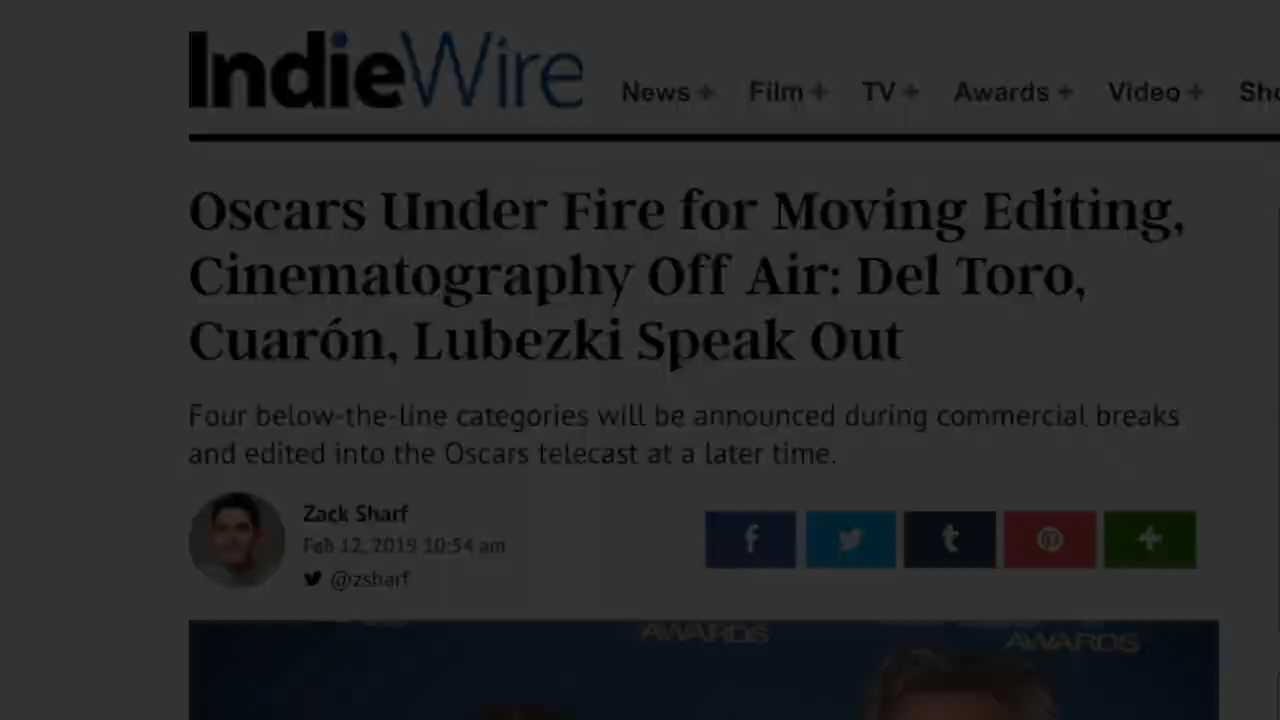 IndieWire
News + Film + TV + Awards + Video +
Oscars Under Fire for Moving Editing,
Cinematography Off Air: Del Toro,
Cuarón, Lubezki Speak Out
Four below-the-line categories will be announced during commercial breaks
and edited into the Oscars telecast at a later time.
Zack Sharf
Feb 12, 2019 10:54 am
@zsharf
AWARDS
AWARDS